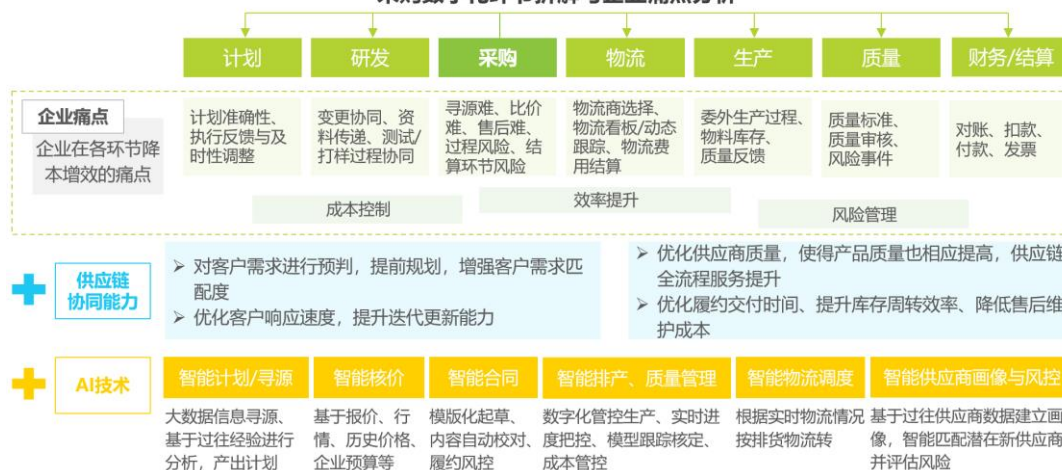 采购数字化环节拆解与企业痛点分析
计划
研发
采购
物流
生产
质量
财务/结算
企业痛点
企业在各环节降
本增效的痛点
计划准确性、
执行反馈与及
时性调整
变更协同、资
料传递、测试/
打样过程协同
寻源难、比价
难、售后难、
过程风险、结
算环节风险
物流商选择、
物流看板/动态
跟踪、物流费
用结算
委外生产过程、
物料库存、
质量反馈
质量标准、
质量审核、
风险事件
对账、扣款、
付款、发票
成本控制
效率提升
风险管理
供应链
协同能力
➢ 对客户需求进行预判，提前规划，增强客户需求匹
配度
➢ 优化客户响应速度，提升迭代更新能力
➢ 优化供应商质量，使得产品质量也相应提高，供应链
全流程服务提升
➢ 优化履约交付时间、提升库存周转效率、降低售后维
护成本
AI技术
智能计划/寻源
智能核价
智能合同
智能排产、质量管理
智能物流调度
智能供应商画像与风控
大数据信息寻源、
基于过往经验进行
分析，产出计划
基于报价、行
情、历史价格、
企业预算等
模版化起草、
内容自动校对、
履约风控
数字化管控生产、实时进
度把控、模型跟踪核定、
成本管控
根据实时物流情况
按排货物流转
基于过往供应商数据建立画
像，智能匹配潜在新供应商
并评估风险